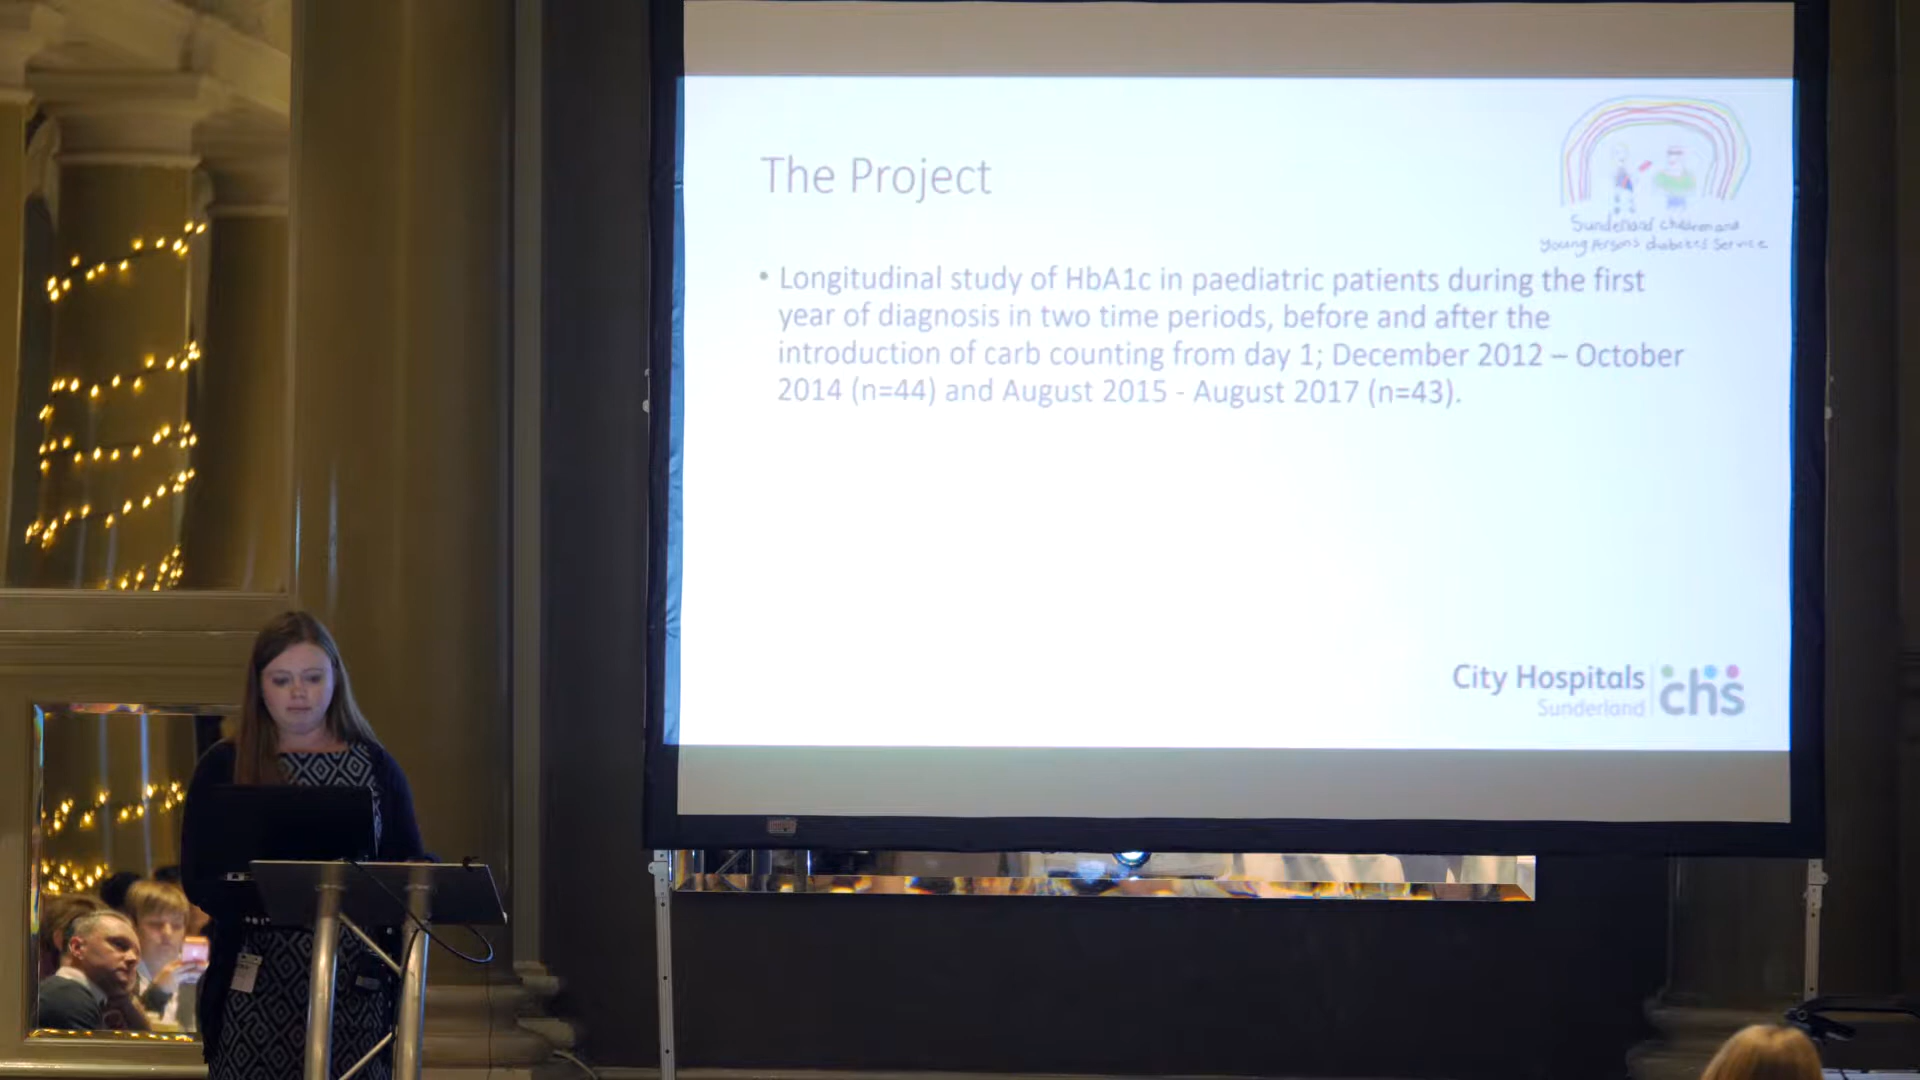 The Project
Sunderland children and
young Persons diabetes Service
• Longitudinal study of HbA1c in paediatric patients during the first
year of diagnosis in two time periods, before and after the
introduction of carb counting from day 1; December 2012 – October
2014 (n=44) and August 2015 - August 2017 (n=43).
City Hospitals
Sunderland
chs